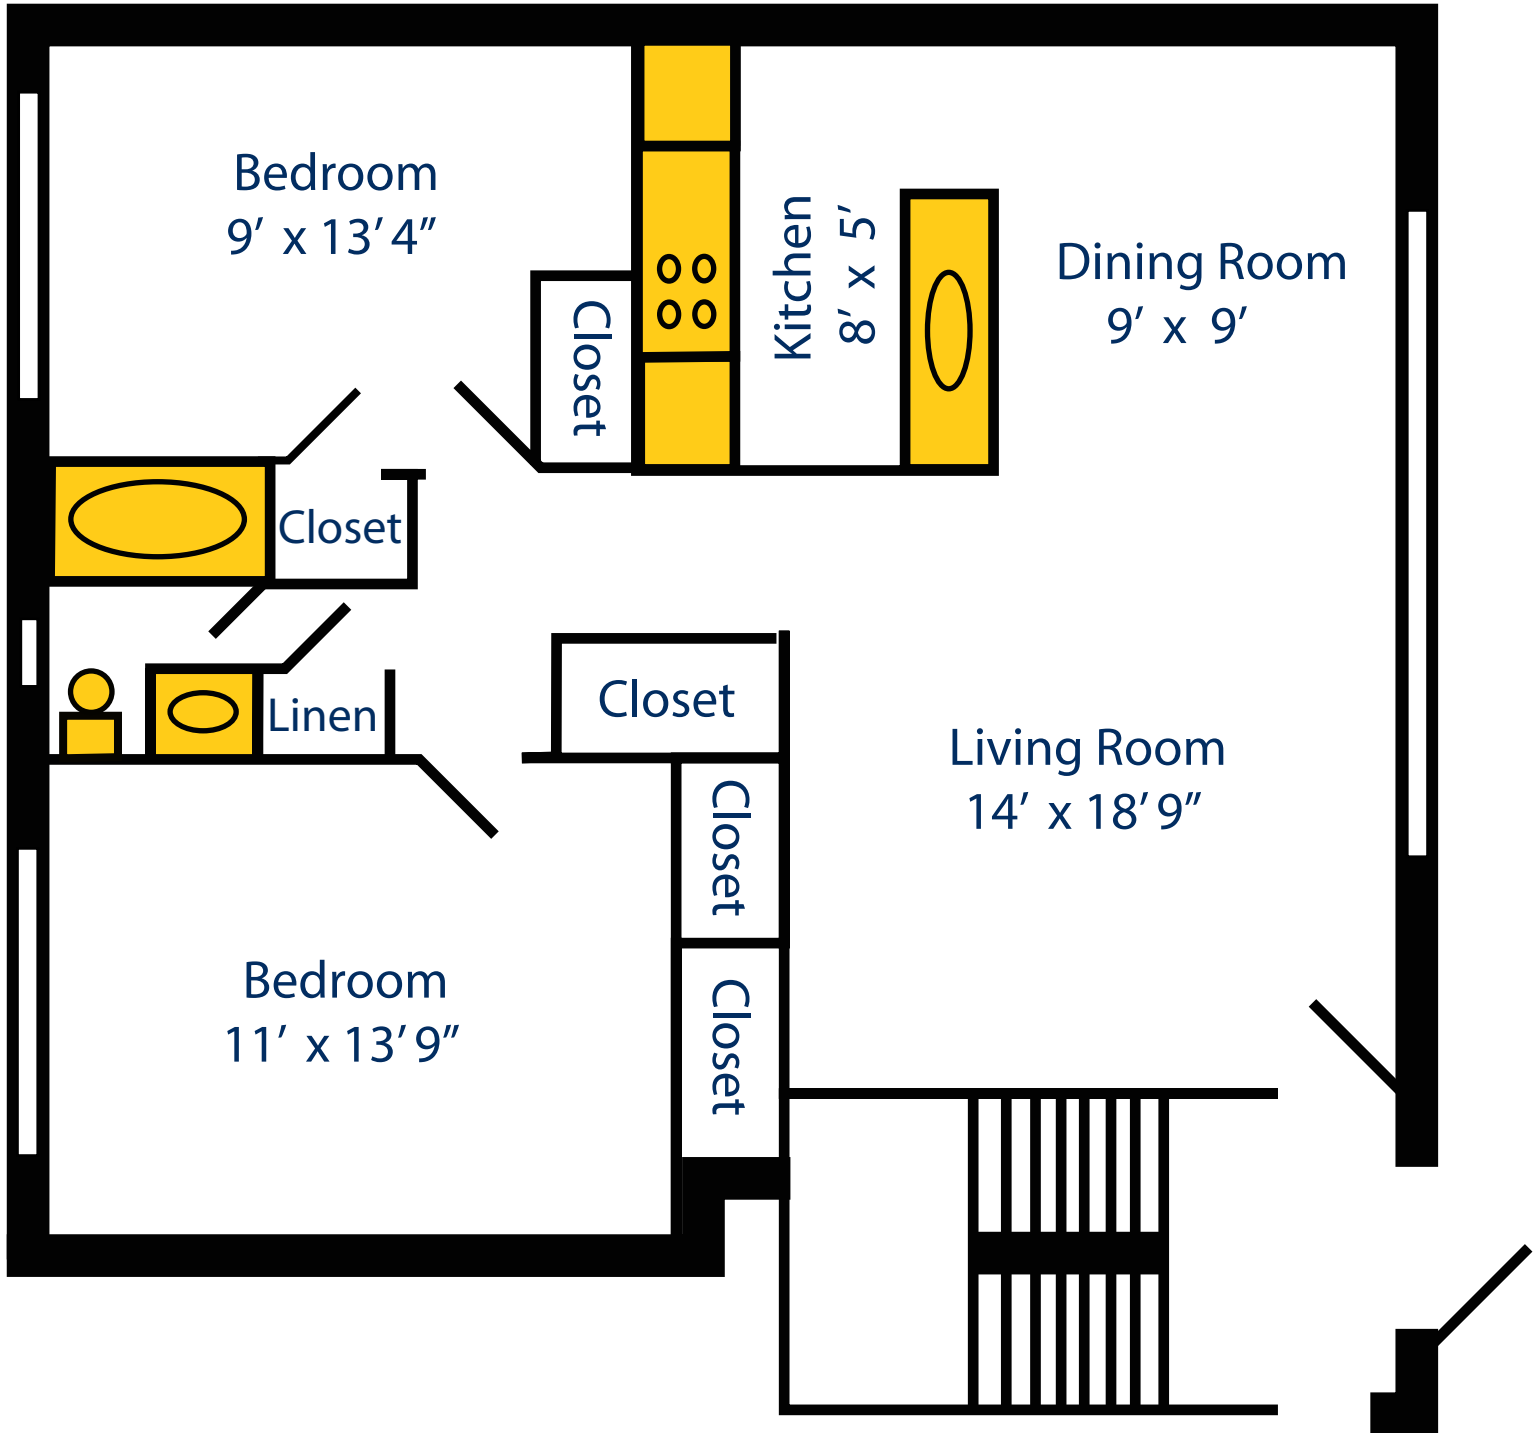 Bedroom
9’ x 13’4”
Closet
Kitchen
8’ x 5’
Dining Room
9’ x 9’
Closet
Linen
Closet
Living Room
14’ x 18’9”
Closet
Bedroom
11’ x 13’9”
Closet